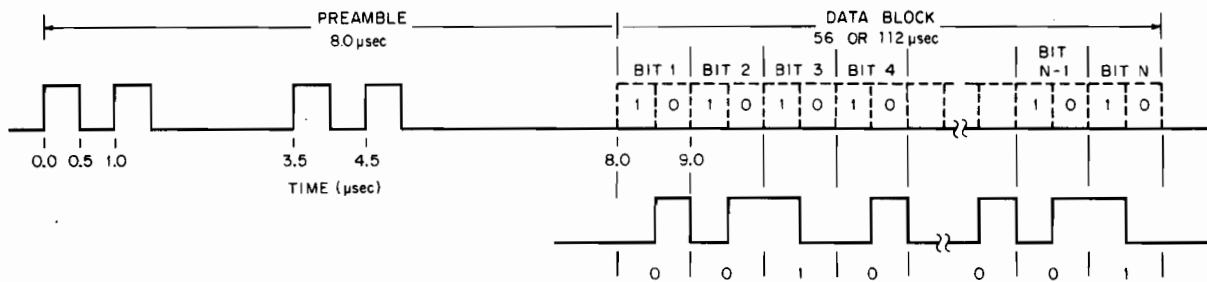 PREAMBLE
8.0 μsec
DATA BLOCK
56 OR 112 μsec
BIT 1 BIT 2 BIT 3 BIT 4 BIT N-1 BIT N
1 0 1 0 1 0 1 0 1 0 1 0
0.0 0.5 1.0 3.5 4.5 8.0 9.0
TIME (μsec)
0 0 1 0 0 0 1